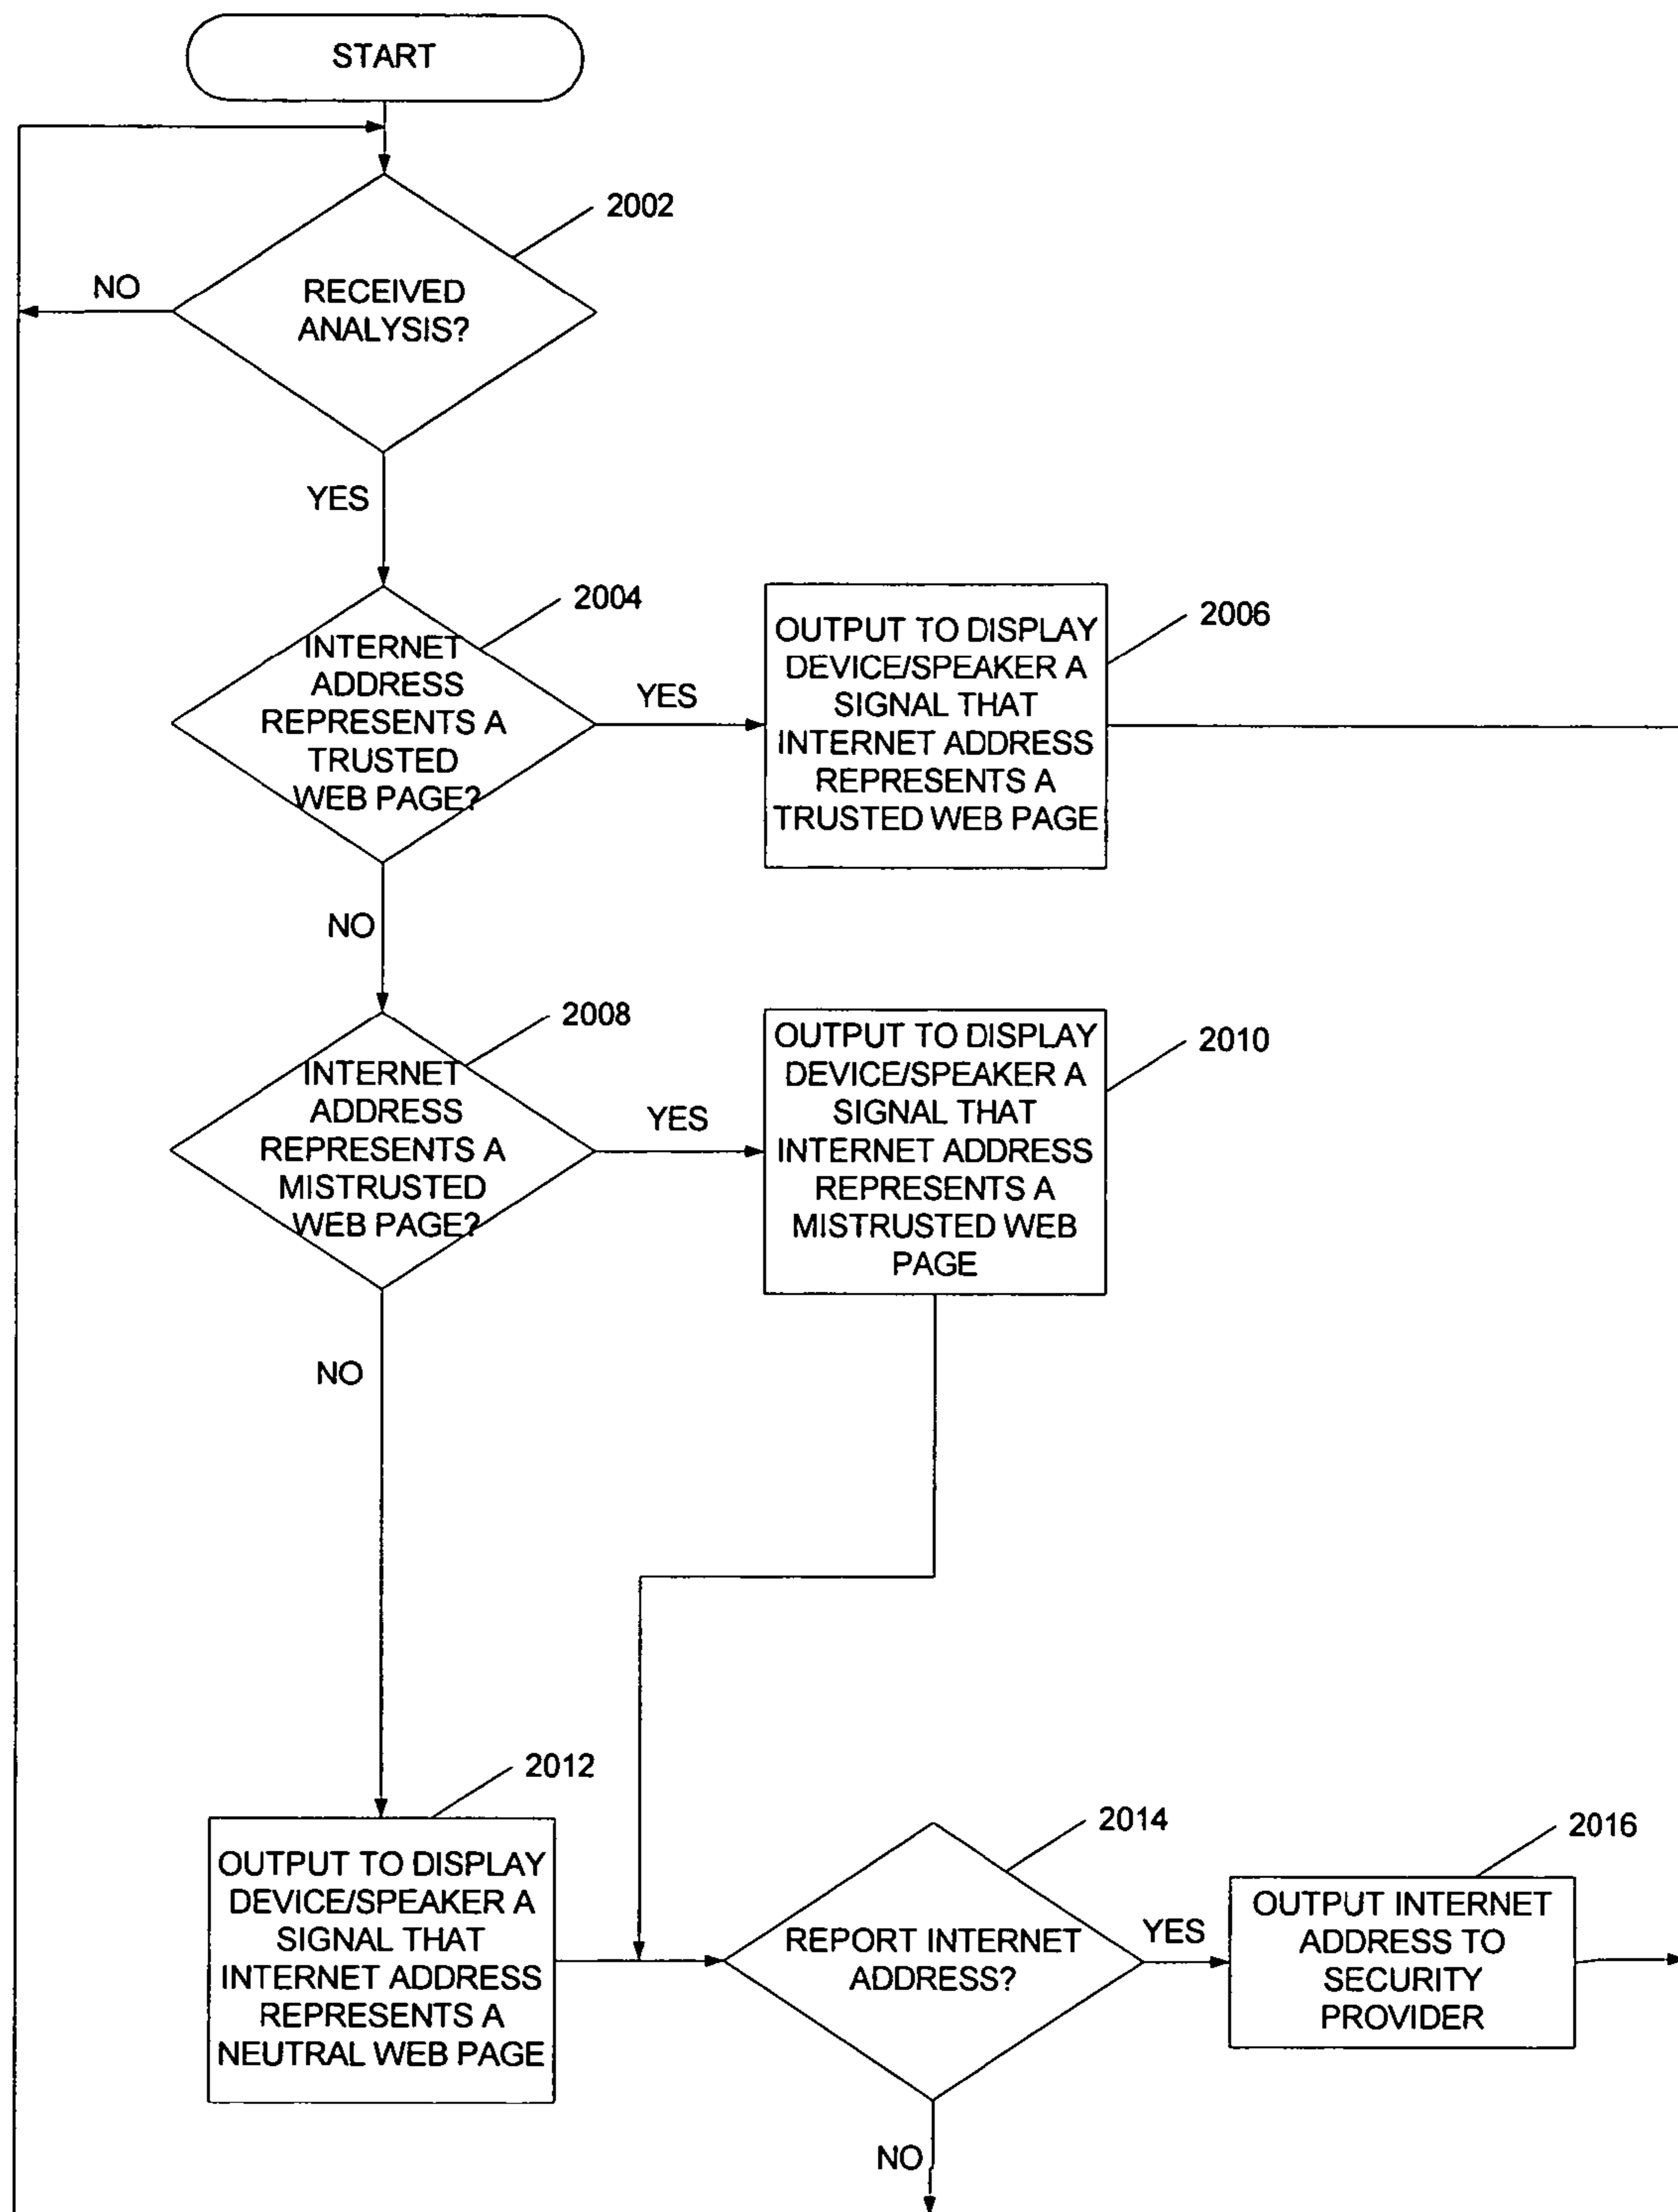 START
2002
NO
RECEIVED
ANALYSIS?
YES
2004
INTERNET
ADDRESS
REPRESENTS A
TRUSTED
WEB PAGE?
YES
2006
OUTPUT TO DISPLAY
DEVICE/SPEAKER A
SIGNAL THAT
INTERNET ADDRESS
REPRESENTS A
TRUSTED WEB PAGE
NO
2008
INTERNET
ADDRESS
REPRESENTS A
MISTRUSTED
WEB PAGE?
YES
2010
OUTPUT TO DISPLAY
DEVICE/SPEAKER A
SIGNAL THAT
INTERNET ADDRESS
REPRESENTS A
MISTRUSTED WEB
PAGE
NO
2012
OUTPUT TO DISPLAY
DEVICE/SPEAKER A
SIGNAL THAT
INTERNET ADDRESS
REPRESENTS A
NEUTRAL WEB PAGE
2014
REPORT INTERNET
ADDRESS?
YES
2016
OUTPUT INTERNET
ADDRESS TO
SECURITY
PROVIDER
NO